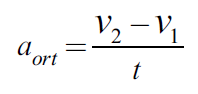 a_ort = (v_2 − v_1) / t